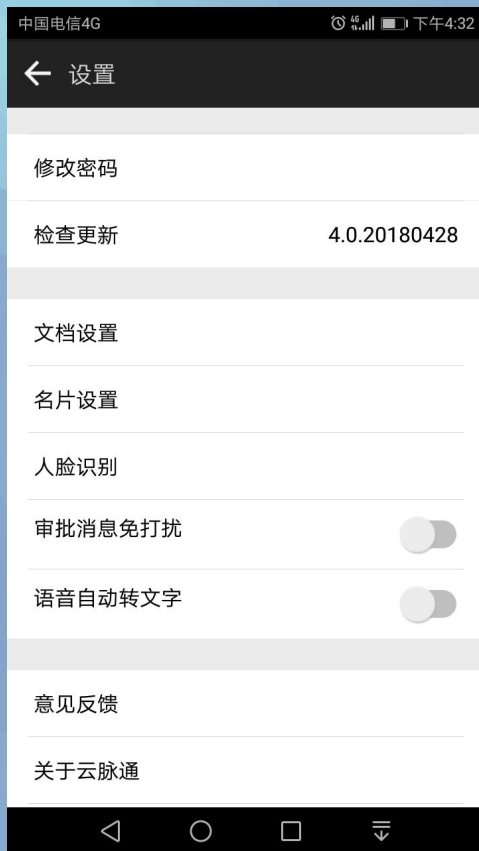 中国电信4G 4G 下午4:32
设置
修改密码
检查更新 4.0.20180428
文档设置
名片设置
人脸识别
审批消息免打扰
语音自动转文字
意见反馈
关于云脉通